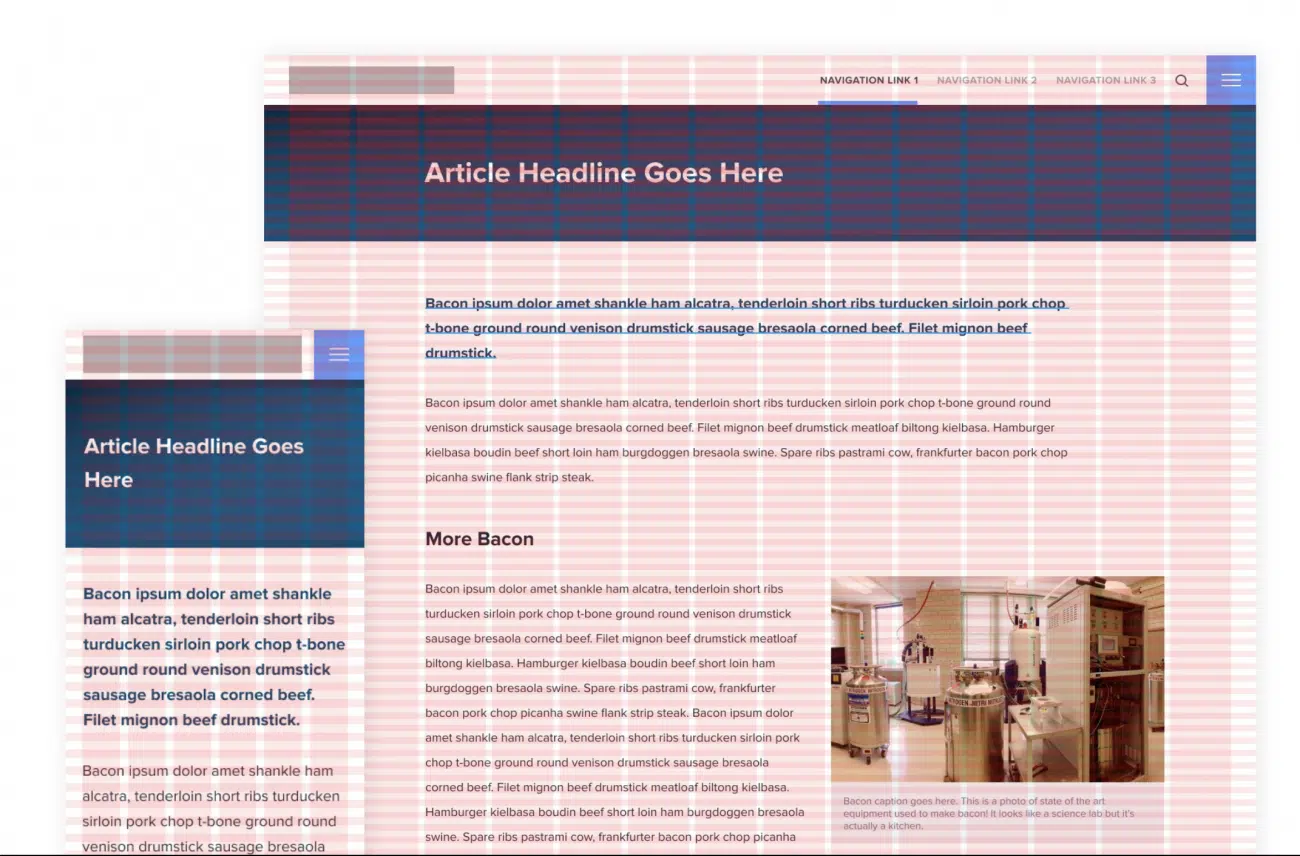 NAVIGATION LINK 1
NAVIGATION LINK 2
NAVIGATION LINK 3
Article Headline Goes Here
Bacon ipsum dolor amet shankle ham alcatra, tenderloin short ribs turducken sirloin pork chop
t-bone ground round venison drumstick sausage bresaola corned beef. Filet mignon beef
drumstick.
Bacon ipsum dolor amet shankle ham alcatra, tenderloin short ribs turducken sirloin pork chop t-bone ground round
venison drumstick sausage bresaola corned beef. Filet mignon beef drumstick meatloaf biltong kielbasa. Hamburger
kielbasa boudin beef short loin ham burgdoggen bresaola swine. Spare ribs pastrami cow, frankfurter bacon pork chop
picanha swine flank strip steak.
More Bacon
Bacon ipsum dolor amet shankle ham alcatra, tenderloin short ribs
turducken sirloin pork chop t-bone ground round venison drumstick
sausage bresaola corned beef. Filet mignon beef drumstick meatloaf
biltong kielbasa. Hamburger kielbasa boudin beef short loin ham
burgdoggen bresaola swine. Spare ribs pastrami cow, frankfurter
bacon pork chop picanha swine flank strip steak. Bacon ipsum dolor
amet shankle ham alcatra, tenderloin short ribs turducken sirloin pork
chop t-bone ground round venison drumstick sausage bresaola
corned beef. Filet mignon beef drumstick meatloaf biltong kielbasa.
Hamburger kielbasa boudin beef short loin ham burgdoggen bresaola
swine. Spare ribs pastrami cow, frankfurter bacon pork chop picanha
Bacon caption goes here. This is a photo of state of the art
equipment used to make bacon! It looks like a science lab but it's
actually a kitchen.
Article Headline Goes
Here
Bacon ipsum dolor amet shankle
ham alcatra, tenderloin short ribs
turducken sirloin pork chop t-bone
ground round venison drumstick
sausage bresaola corned beef.
Filet mignon beef drumstick.
Bacon ipsum dolor amet shankle ham
alcatra, tenderloin short ribs turducken
sirloin pork chop t-bone ground round
venison drumstick sausage bresaola